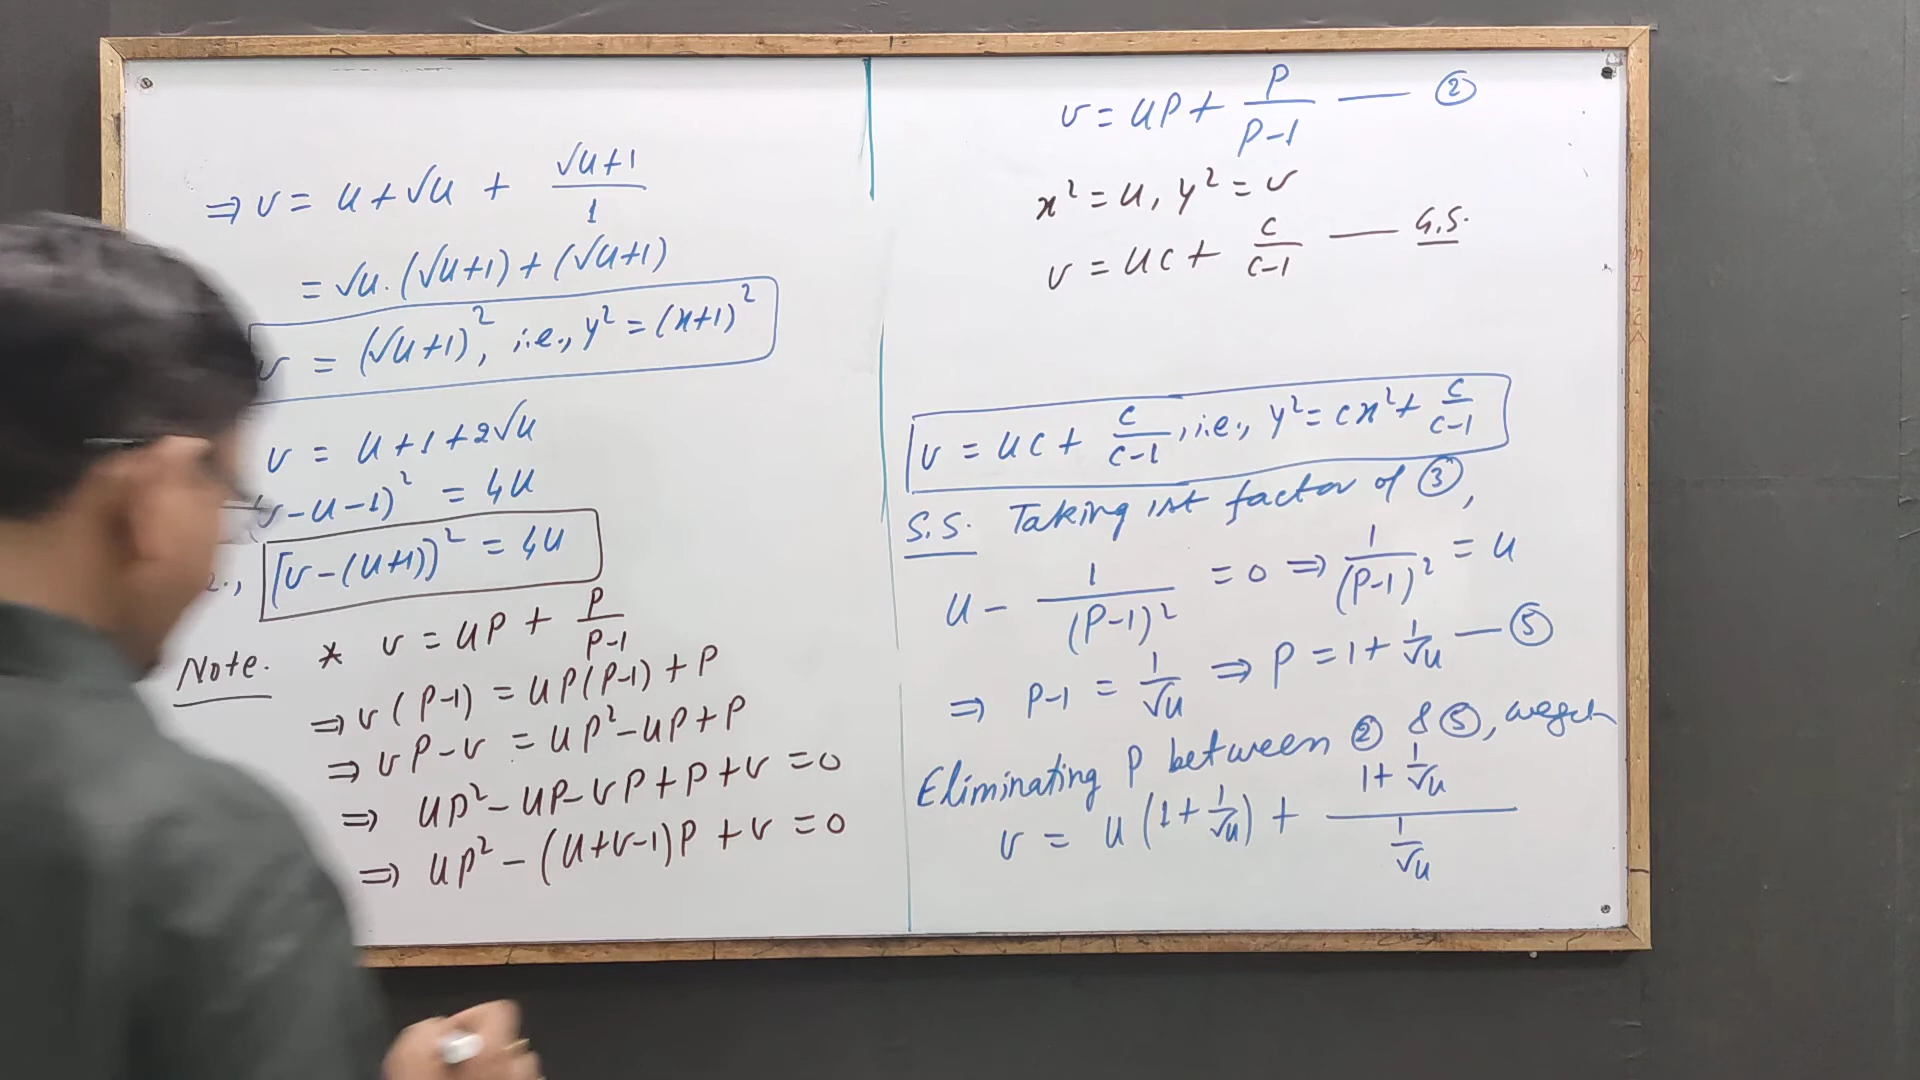 ⇒ v = u + √u + (√u+1)/1
= √u . (√u+1) + (√u+1)
v = (√u+1)², i.e., y² = (x+1)²
v = u + 1 + 2√u
(v-u-1)² = 4u
[v-(u+1)]² = 4u
Note. * v = uP + P/(P-1)
⇒ v(P-1) = uP(P-1) + P
⇒ vP-v = uP²-uP+P
⇒ uP²-uP-vP+P+v = 0
⇒ uP²-(u+v-1)P+v = 0
v = uP + P/(P-1) — ②
x² = u, y² = v
v = uc + c/(c-1) — G.S.
v = uc + c/(c-1), i.e., y² = cx² + c/(c-1)
S.S. Taking 1st factor of ③,
u - 1/(P-1)² = 0 ⇒ 1/(P-1)² = u
⇒ P-1 = 1/√u ⇒ P = 1 + 1/√u — ⑤
Eliminating P between ② & ⑤, we get
v = u(1 + 1/√u) + (1 + 1/√u)/(1/√u)